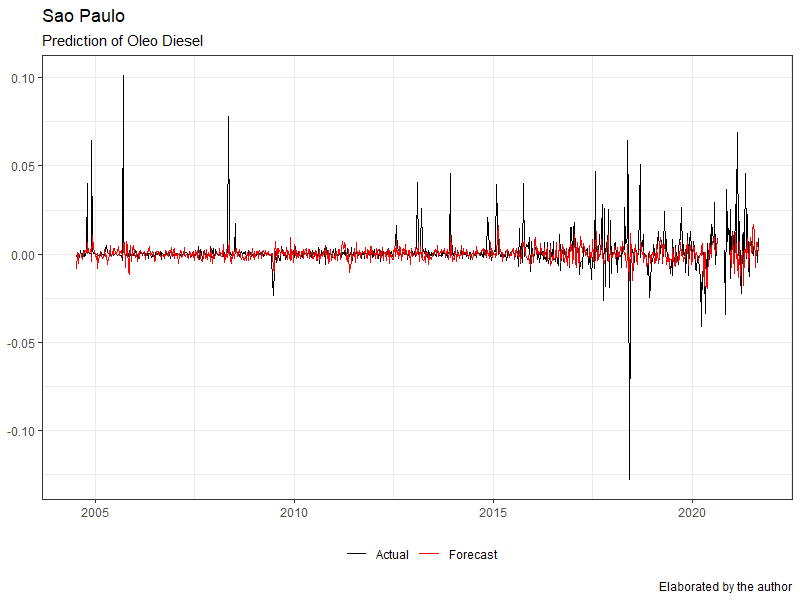 Sao Paulo
Prediction of Oleo Diesel
0.10
0.05
0.00
-0.05
-0.10
2005 2010 2015 2020
Actual Forecast
Elaborated by the author